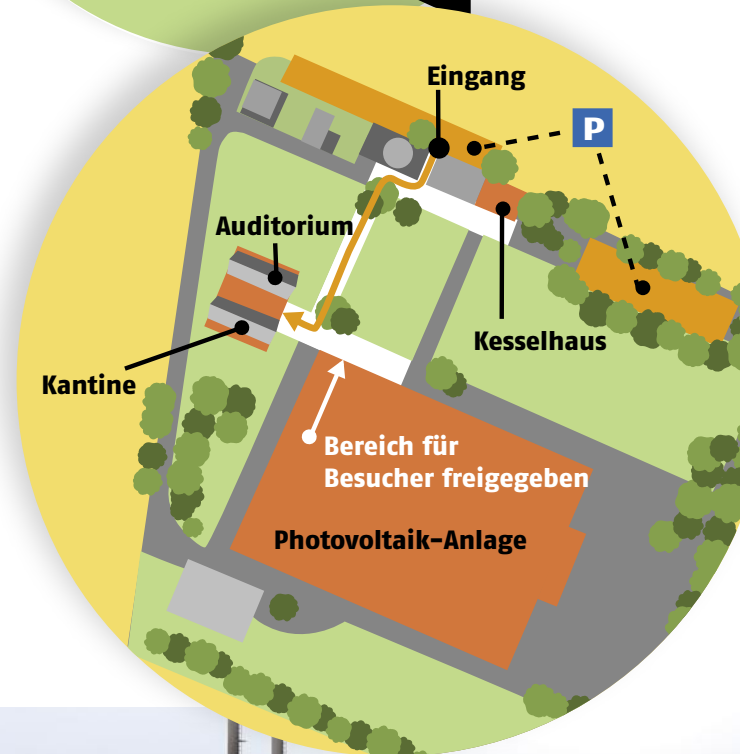 Eingang
P
Auditorium
Kesselhaus
Kantine
Bereich für
Besucher freigegeben
Photovoltaik-Anlage